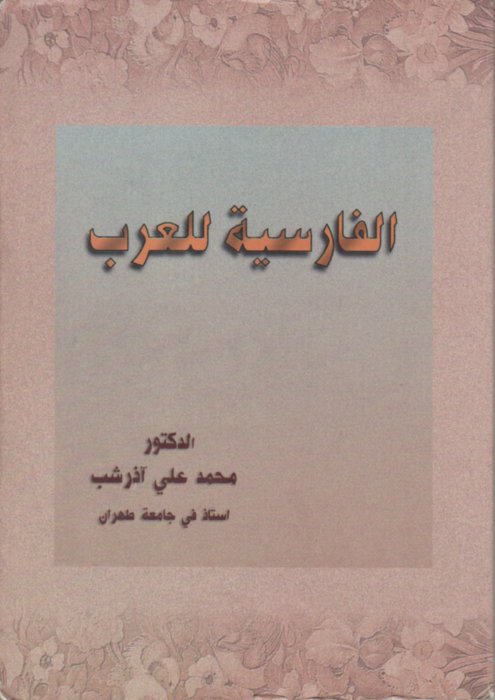 الفارسية للعرب
الدكتور
محمد علي آذرشب
استاذ في جامعة طهران